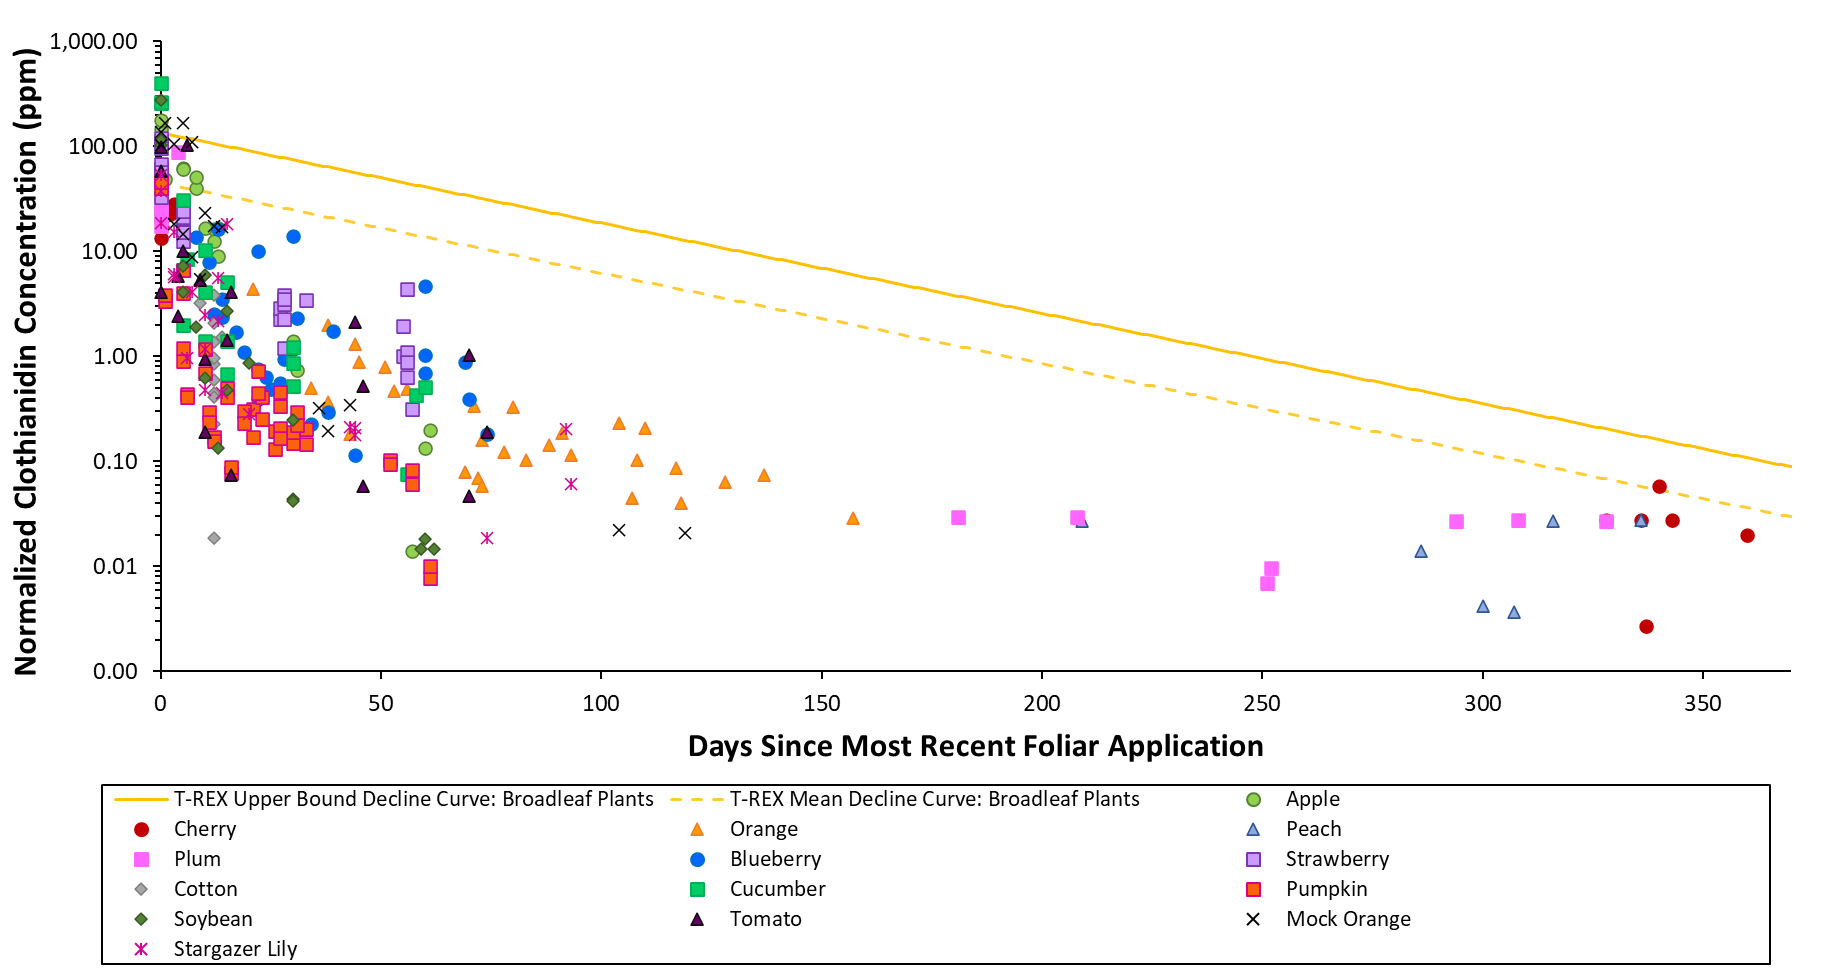 Normalized Clothianidin Concentration (ppm)
1,000.00
100.00
10.00
1.00
0.10
0.01
0.00
0 50 100 150 200 250 300 350
Days Since Most Recent Foliar Application
T-REX Upper Bound Decline Curve: Broadleaf Plants T-REX Mean Decline Curve: Broadleaf Plants Apple
Cherry Orange Peach
Plum Blueberry Strawberry
Cotton Cucumber Pumpkin
Soybean Tomato Mock Orange
Stargazer Lily